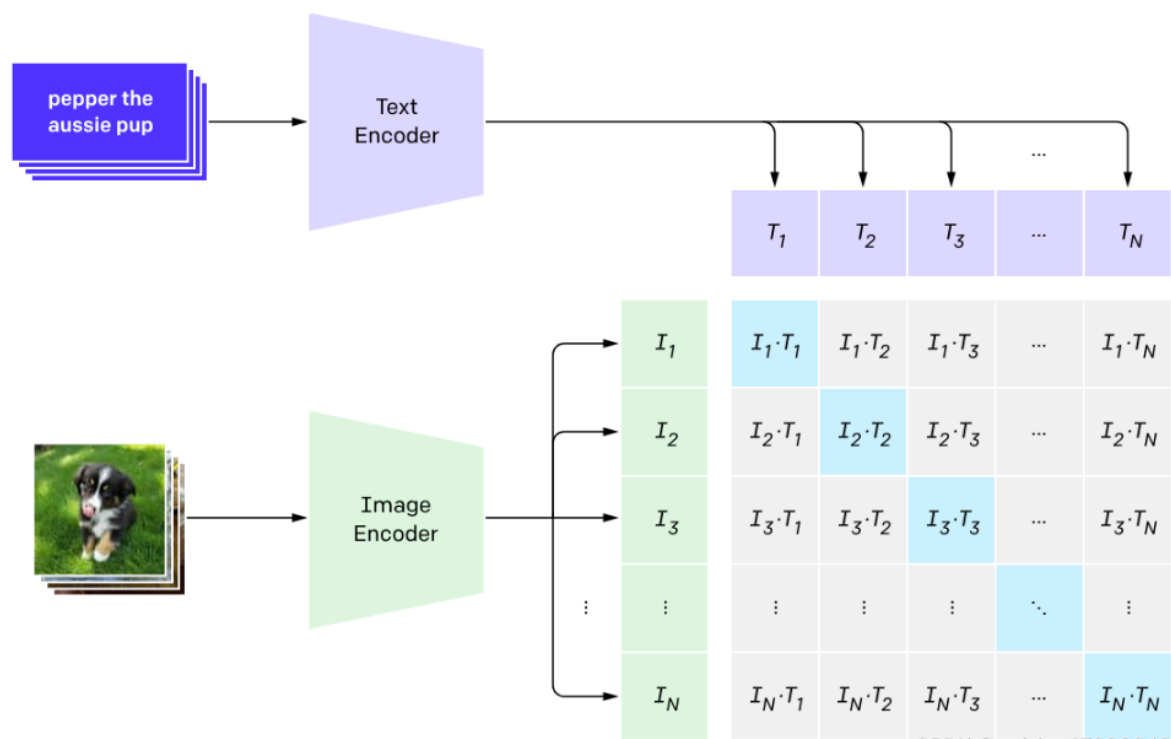 pepper the
aussie pup
Text
Encoder
...
T1 T2 T3 ... TN
I1 I1·T1 I1·T2 I1·T3 ... I1·TN
I2 I2·T1 I2·T2 I2·T3 ... I2·TN
Image
Encoder
I3 I3·T1 I3·T2 I3·T3 ... I3·TN
⋮ ⋮ ⋮ ⋮ ⋮ ⋱ ⋮
IN IN·T1 IN·T2 IN·T3 ... IN·TN